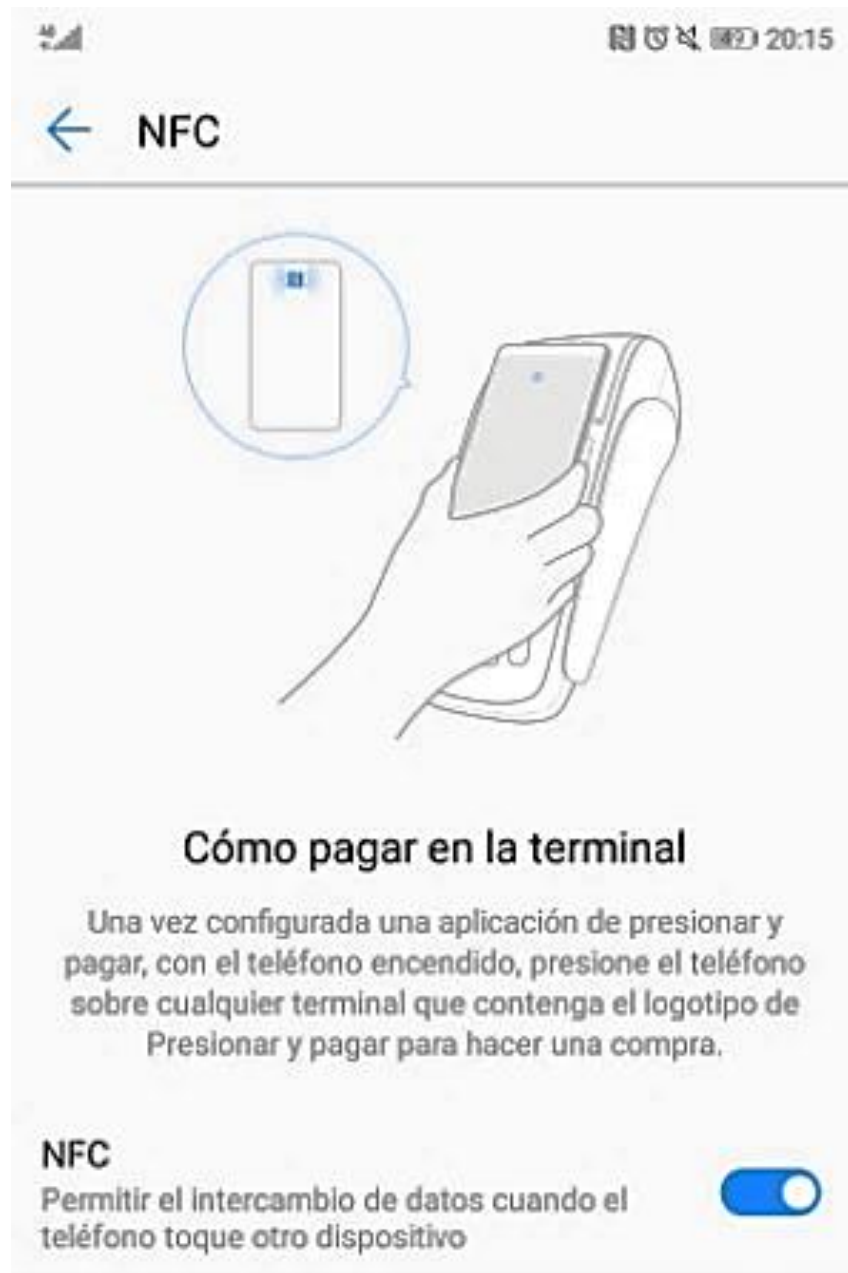 49 20:15
NFC
Cómo pagar en la terminal
Una vez configurada una aplicación de presionar y
pagar, con el teléfono encendido, presione el teléfono
sobre cualquier terminal que contenga el logotipo de
Presionar y pagar para hacer una compra.
NFC
Permitir el intercambio de datos cuando el
teléfono toque otro dispositivo